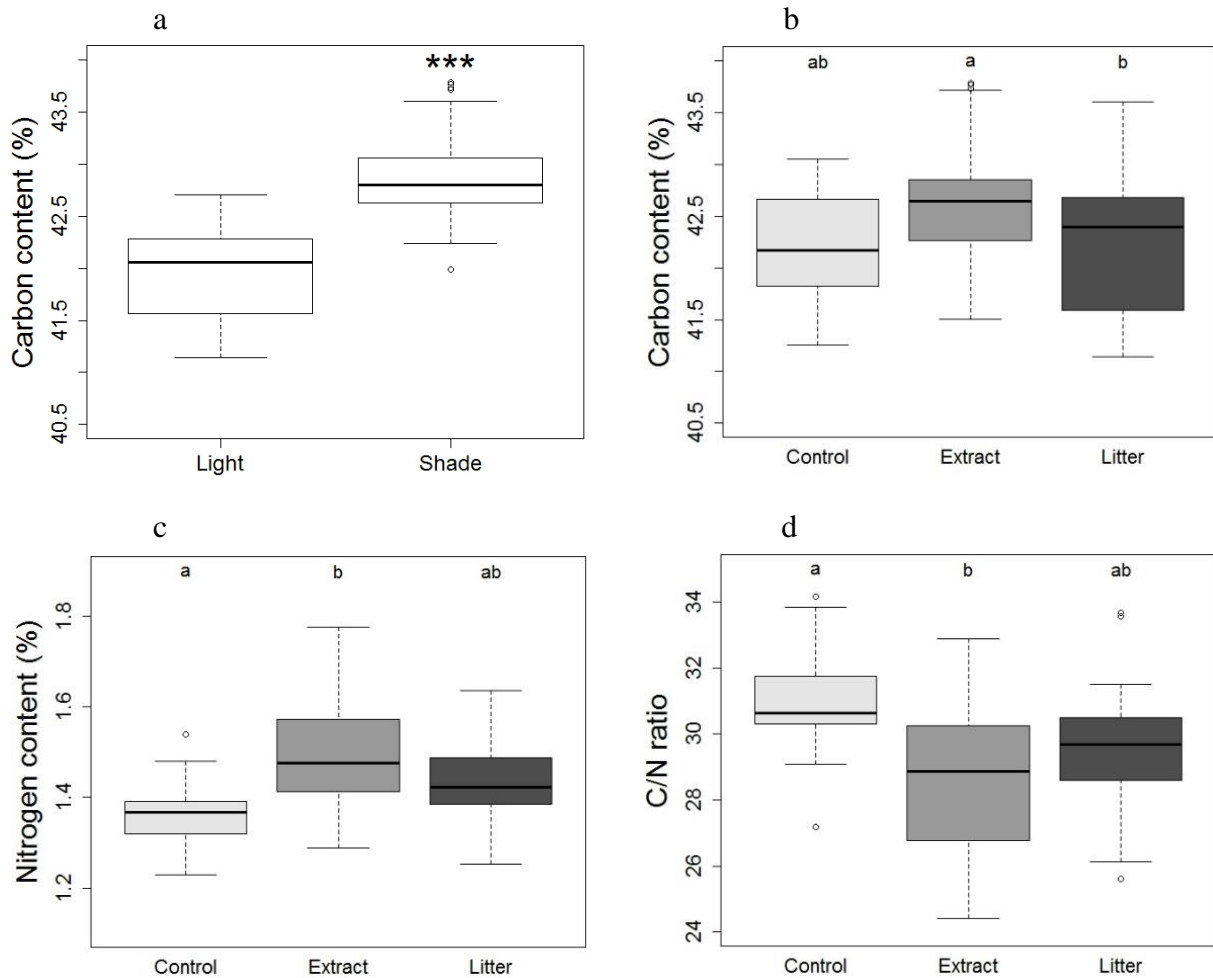 a
***
Carbon content (%)
43.5
42.5
41.5
40.5
Light Shade
b
ab a b
Carbon content (%)
43.5
42.5
41.5
40.5
Control Extract Litter
c
a b ab
Nitrogen content (%)
1.8
1.6
1.4
1.2
Control Extract Litter
d
a b ab
C/N ratio
34
32
30
28
26
24
Control Extract Litter